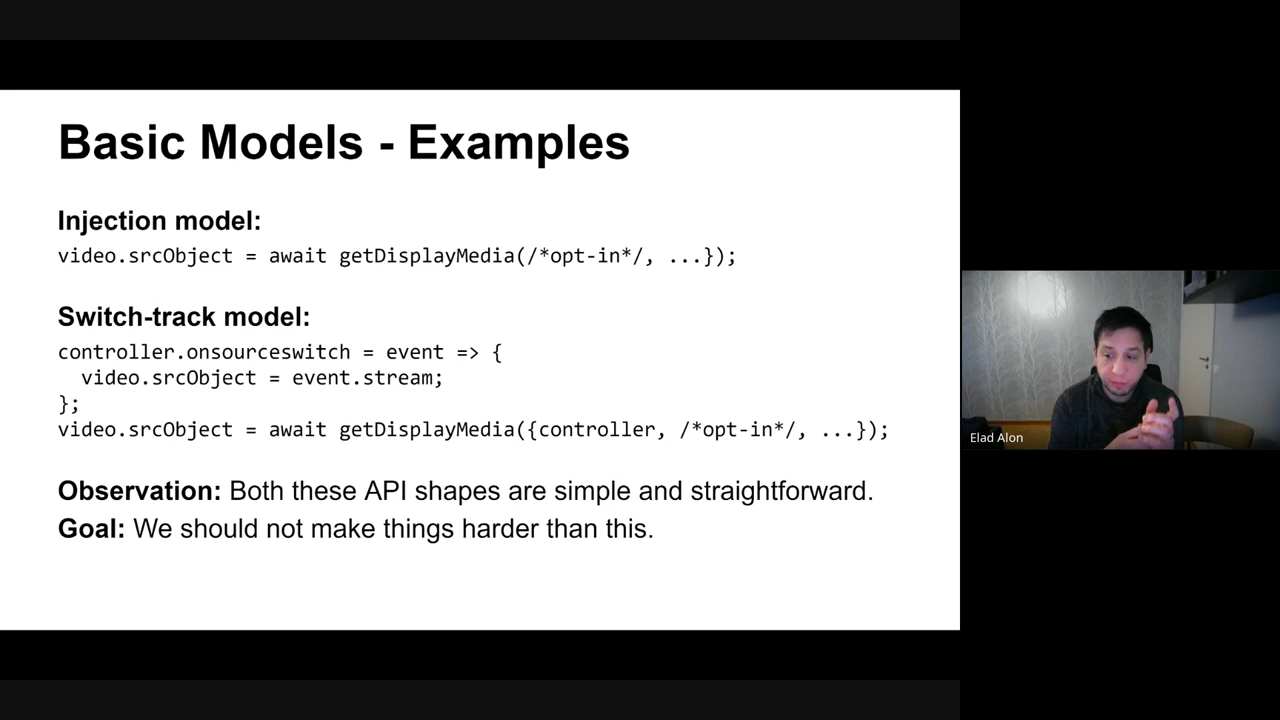 Basic Models - Examples
Injection model:
video.srcObject = await getDisplayMedia(/*opt-in*/, ...});
Switch-track model:
controller.onsourceswitch = event => {
  video.srcObject = event.stream;
};
video.srcObject = await getDisplayMedia({controller, /*opt-in*/, ...});
Observation: Both these API shapes are simple and straightforward.
Goal: We should not make things harder than this.
Elad Alon